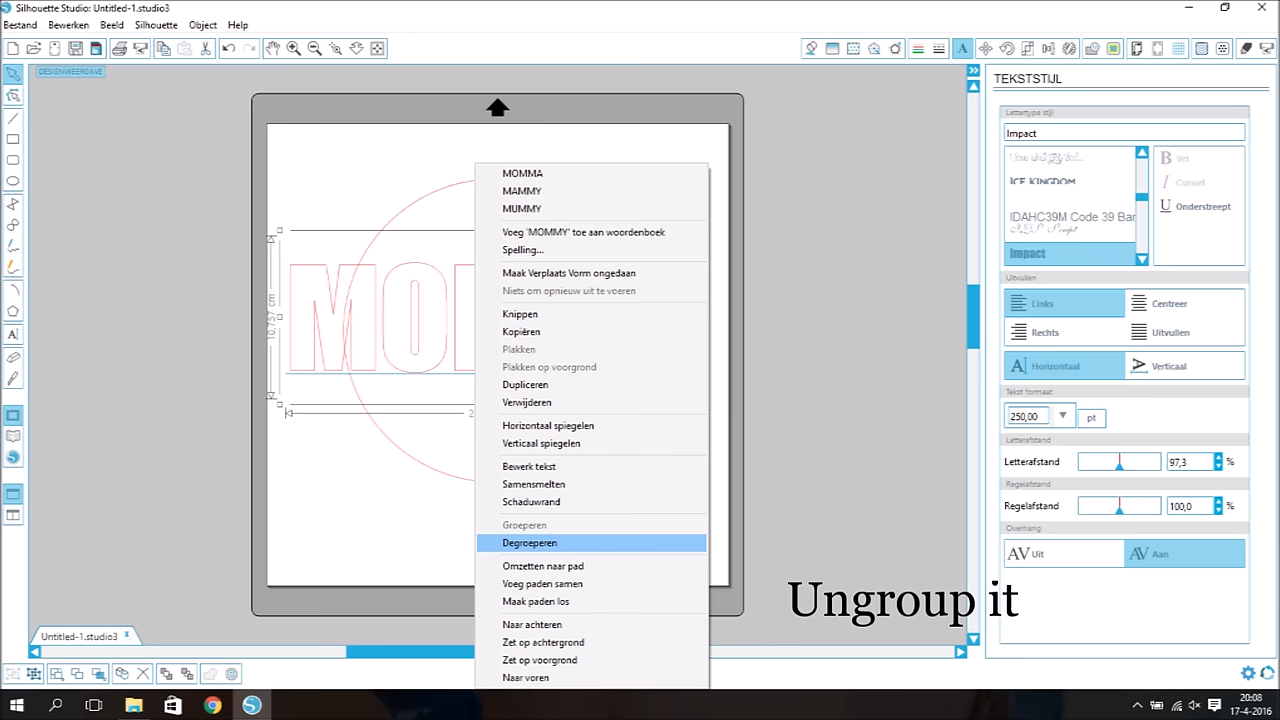 Silhouette Studio: Untitled-1.studio3
Bestand Bewerken Beeld Silhouette Object Help
DESIGNWEERGAVE
TEKSTSTIJL
Lettertype stijl
Impact
ICE KINGDOM
IDAHC39M Code 39 Bar
Impact
B Vet
I Cursief
U Onderstreept
Uitvullen
Links
Centreer
Rechts
Uitvullen
Horizontaal
Verticaal
Tekst formaat
250,00
pt
Letterafstand
Letterafstand 97,3 %
Regelafstand
Regelafstand 100,0 %
Overhang
AV Uit
AV Aan
MOMMA
MAMMY
MUMMY
Voeg 'MOMMY' toe aan woordenboek
Spelling...
Maak Verplaats Vorm ongedaan
Niets om opnieuw uit te voeren
Knippen
Kopiëren
Plakken
Plakken op voorgrond
Dupliceren
Verwijderen
Horizontaal spiegelen
Verticaal spiegelen
Bewerk tekst
Samensmelten
Schaduwrand
Groeperen
Degroeperen
Omzetten naar pad
Voeg paden samen
Maak paden los
Naar achteren
Zet op achtergrond
Zet op voorgrond
Naar voren
MO
10,757 cm
2
Ungroup it
Untitled-1.studio3 x
20:08
17-4-2016